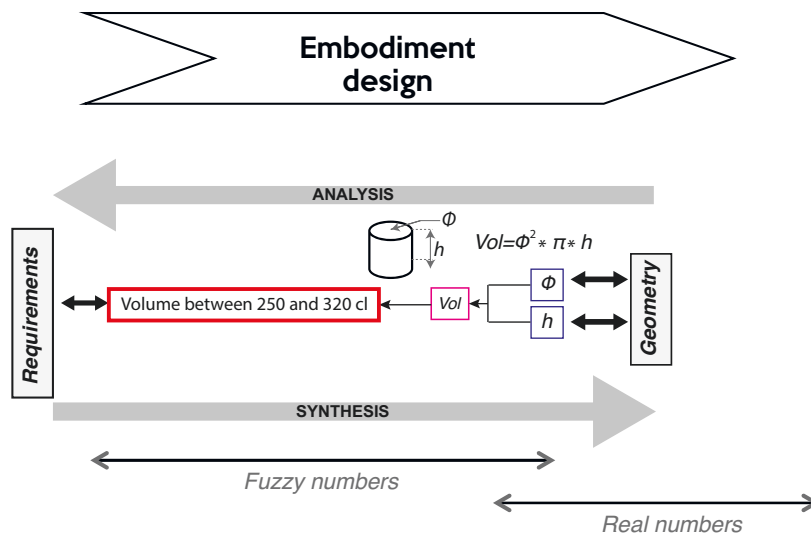 Embodiment
design
ANALYSIS
Φ
h
Vol=Φ² * π * h
Requirements
Volume between 250 and 320 cl
Vol
Φ
h
Geometry
SYNTHESIS
Fuzzy numbers
Real numbers